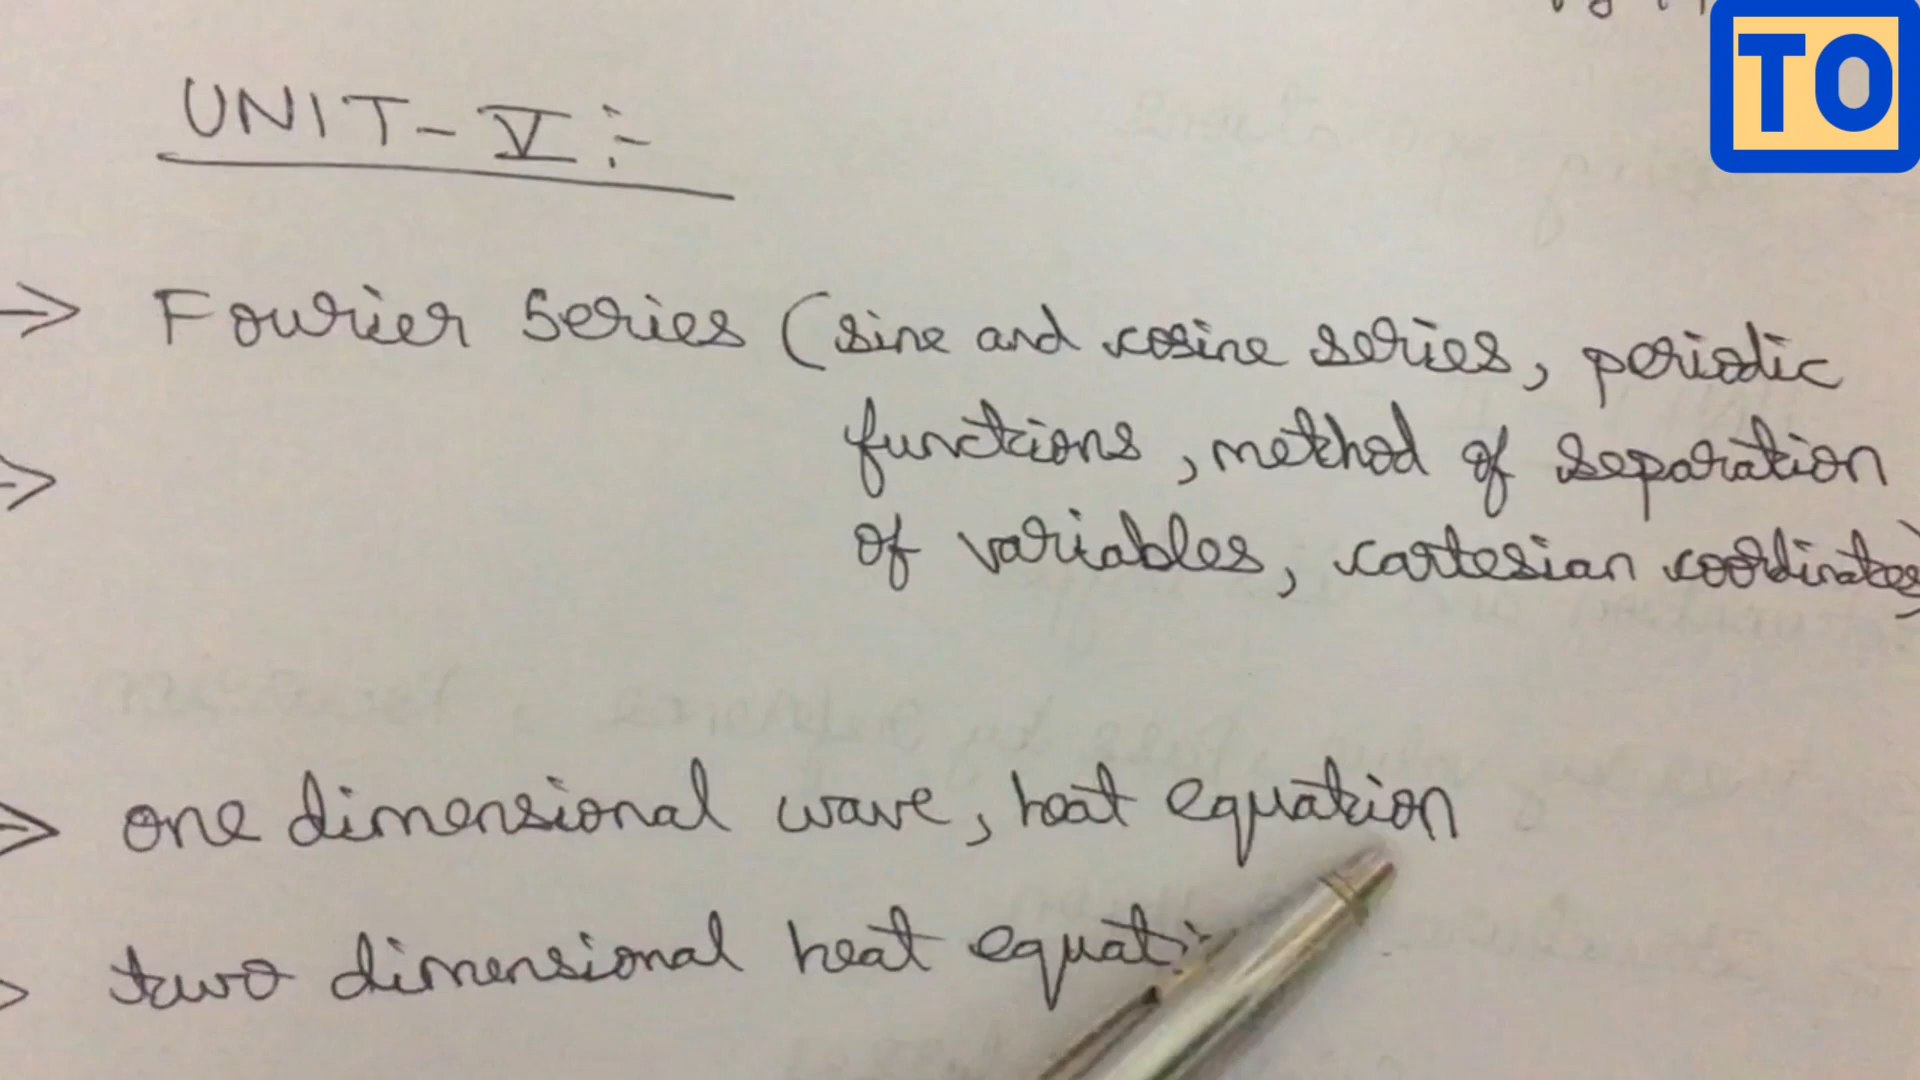 TO
UNIT-V:-
→ Fourier Series (sine and cosine series, periodic
functions, method of separation
→
of variables, cartesian coordinates)
→ one dimensional wave, heat equation
→ two dimensional heat equati